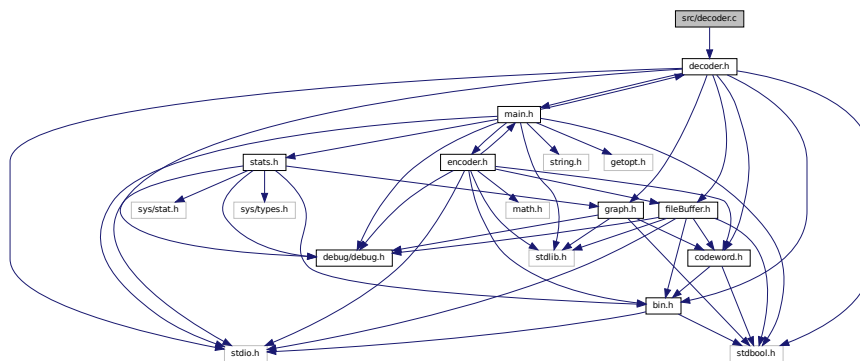 src/decoder.c
decoder.h
main.h
stats.h
encoder.h
string.h
getopt.h
sys/stat.h
sys/types.h
math.h
graph.h
fileBuffer.h
debug/debug.h
stdlib.h
codeword.h
bin.h
stdio.h
stdbool.h